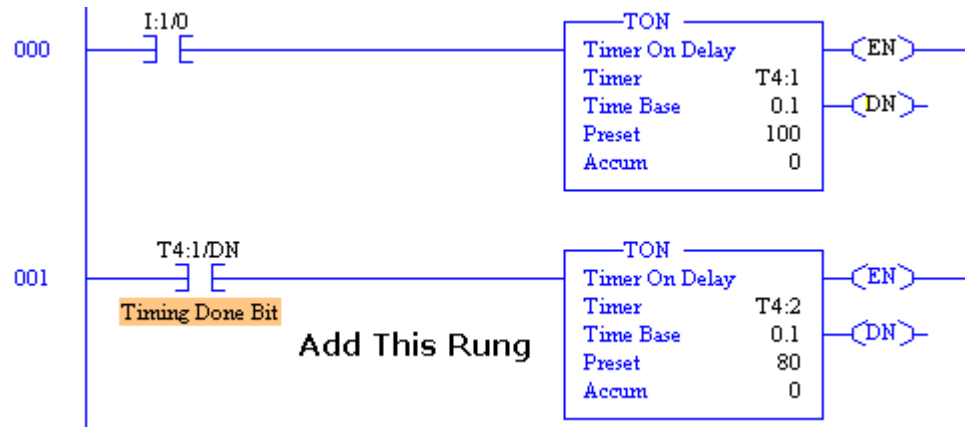 I:1/0
000
TON
Timer On Delay
Timer T4:1
Time Base 0.1
Preset 100
Accum 0
EN
DN
T4:1/DN
001
Timing Done Bit
Add This Rung
TON
Timer On Delay
Timer T4:2
Time Base 0.1
Preset 80
Accum 0
EN
DN